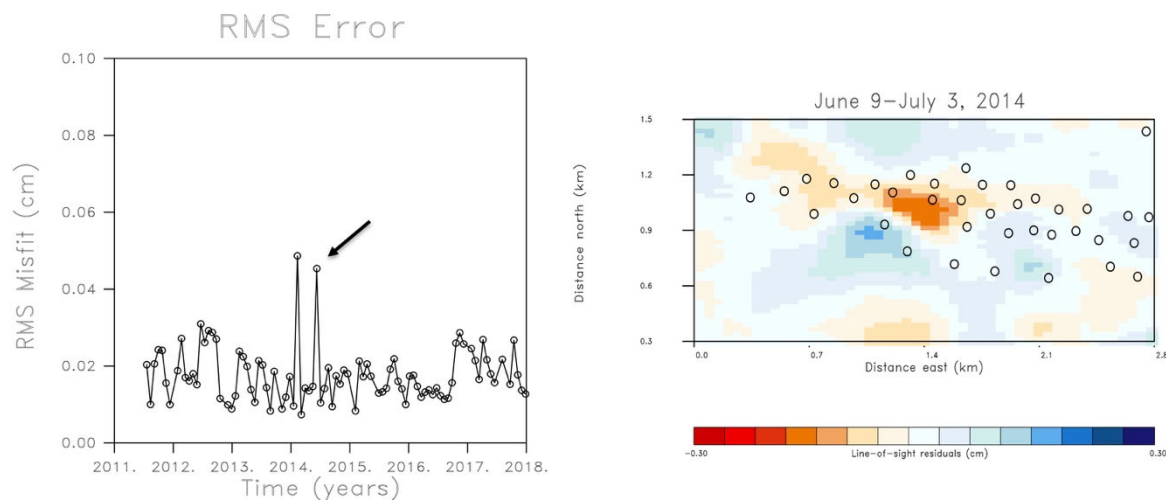 RMS Error
RMS Misfit (cm)
0.10
0.08
0.06
0.04
0.02
0.00
2011. 2012. 2013. 2014. 2015. 2016. 2017. 2018.
Time (years)
June 9-July 3, 2014
Distance north (km)
1.5
1.2
0.9
0.6
0.3
0.0 0.7 1.4 2.1 2.8
Distance east (km)
-0.30 Line-of-sight residuals (cm) 0.30